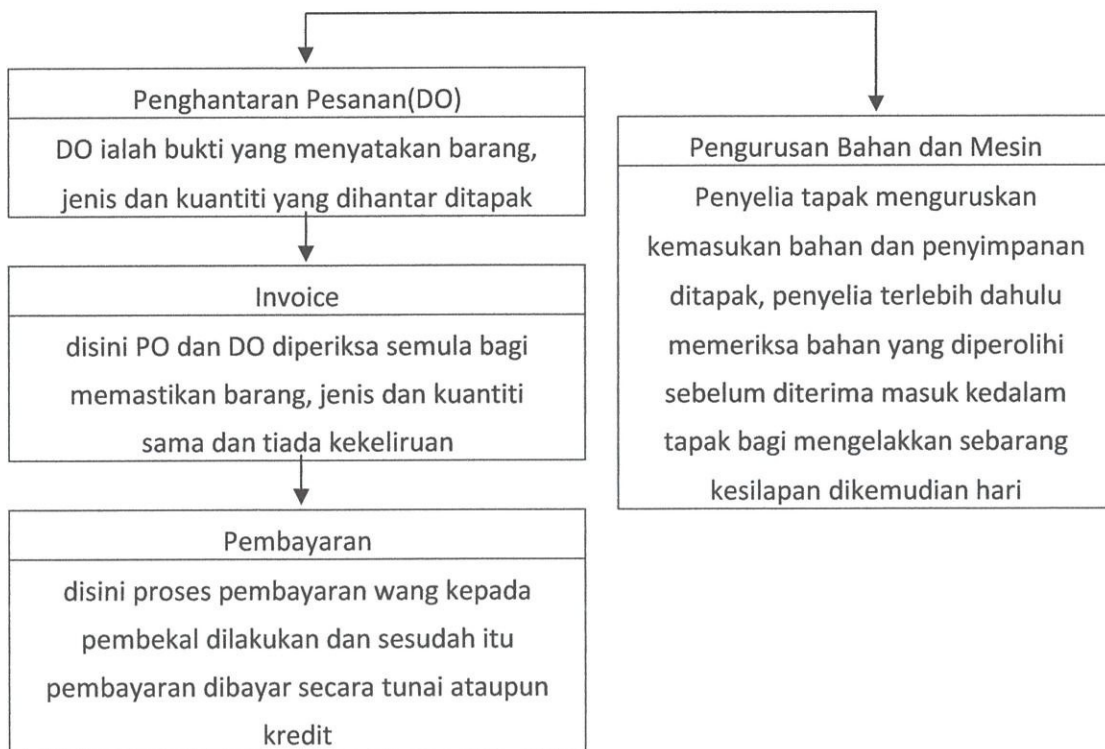 Penghantaran Pesanan(DO)
DO ialah bukti yang menyatakan barang,
jenis dan kuantiti yang dihantar ditapak
Invoice
disini PO dan DO diperiksa semula bagi
memastikan barang, jenis dan kuantiti
sama dan tiada kekeliruan
Pembayaran
disini proses pembayaran wang kepada
pembekal dilakukan dan sesudah itu
pembayaran dibayar secara tunai ataupun
kredit
Pengurusan Bahan dan Mesin
Penyelia tapak menguruskan
kemasukan bahan dan penyimpanan
ditapak, penyelia terlebih dahulu
memeriksa bahan yang diperolihi
sebelum diterima masuk kedalam
tapak bagi mengelakkan sebarang
kesilapan dikemudian hari